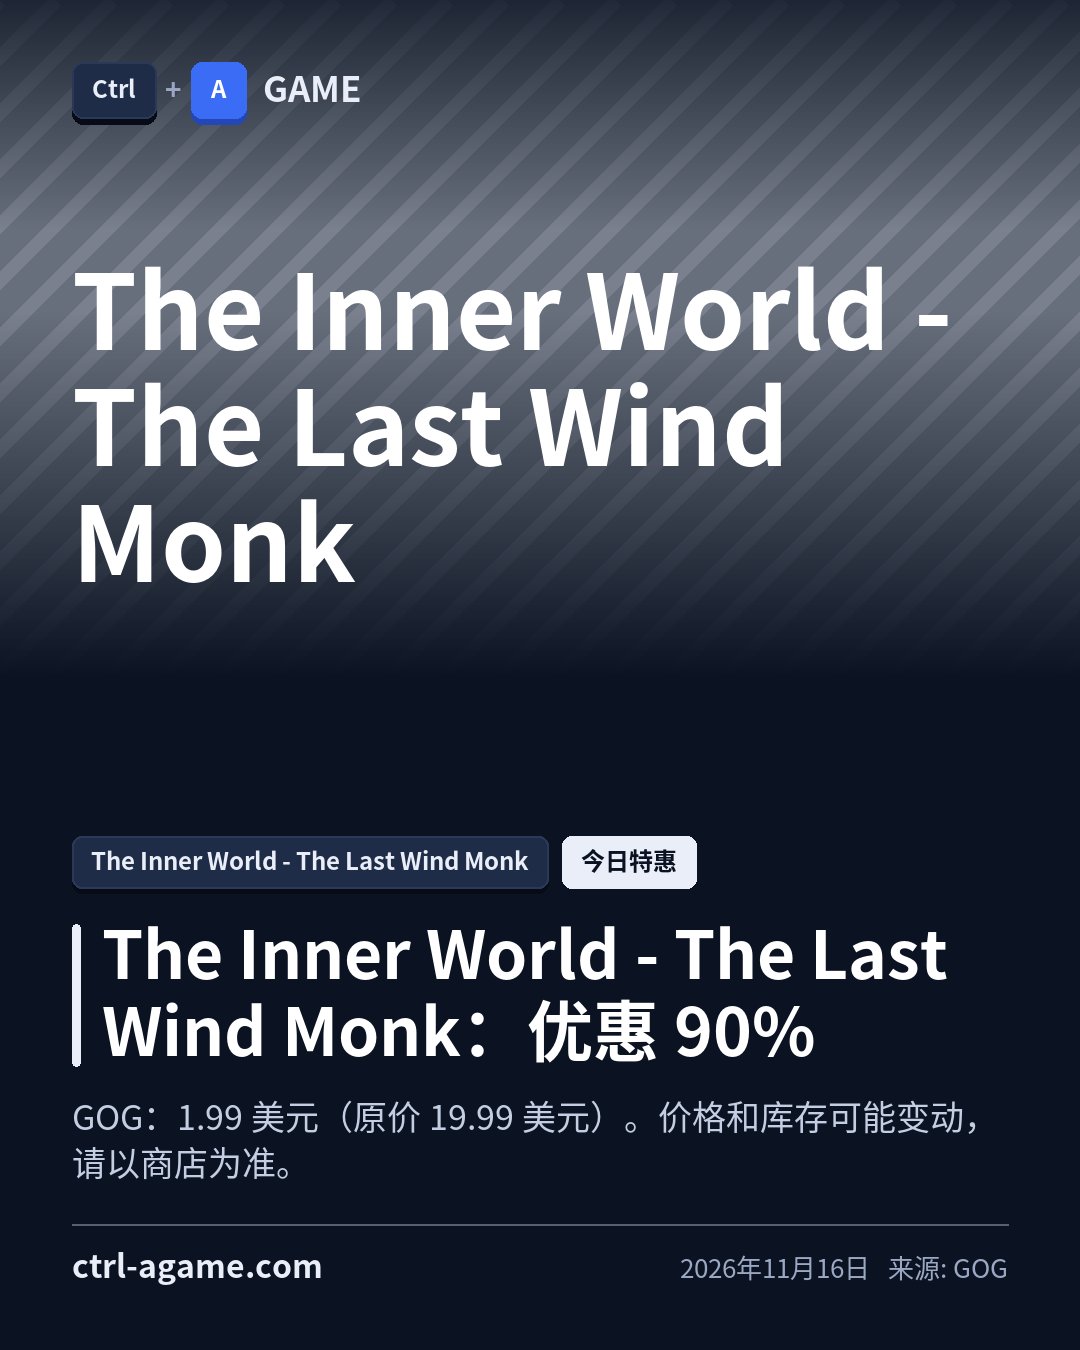 Ctrl + A GAME
The Inner World -
The Last Wind
Monk
The Inner World - The Last Wind Monk 今日特惠
The Inner World - The Last
Wind Monk：优惠 90%
GOG：1.99 美元（原价 19.99 美元）。价格和库存可能变动，
请以商店为准。
ctrl-agame.com 2026年11月16日 来源: GOG